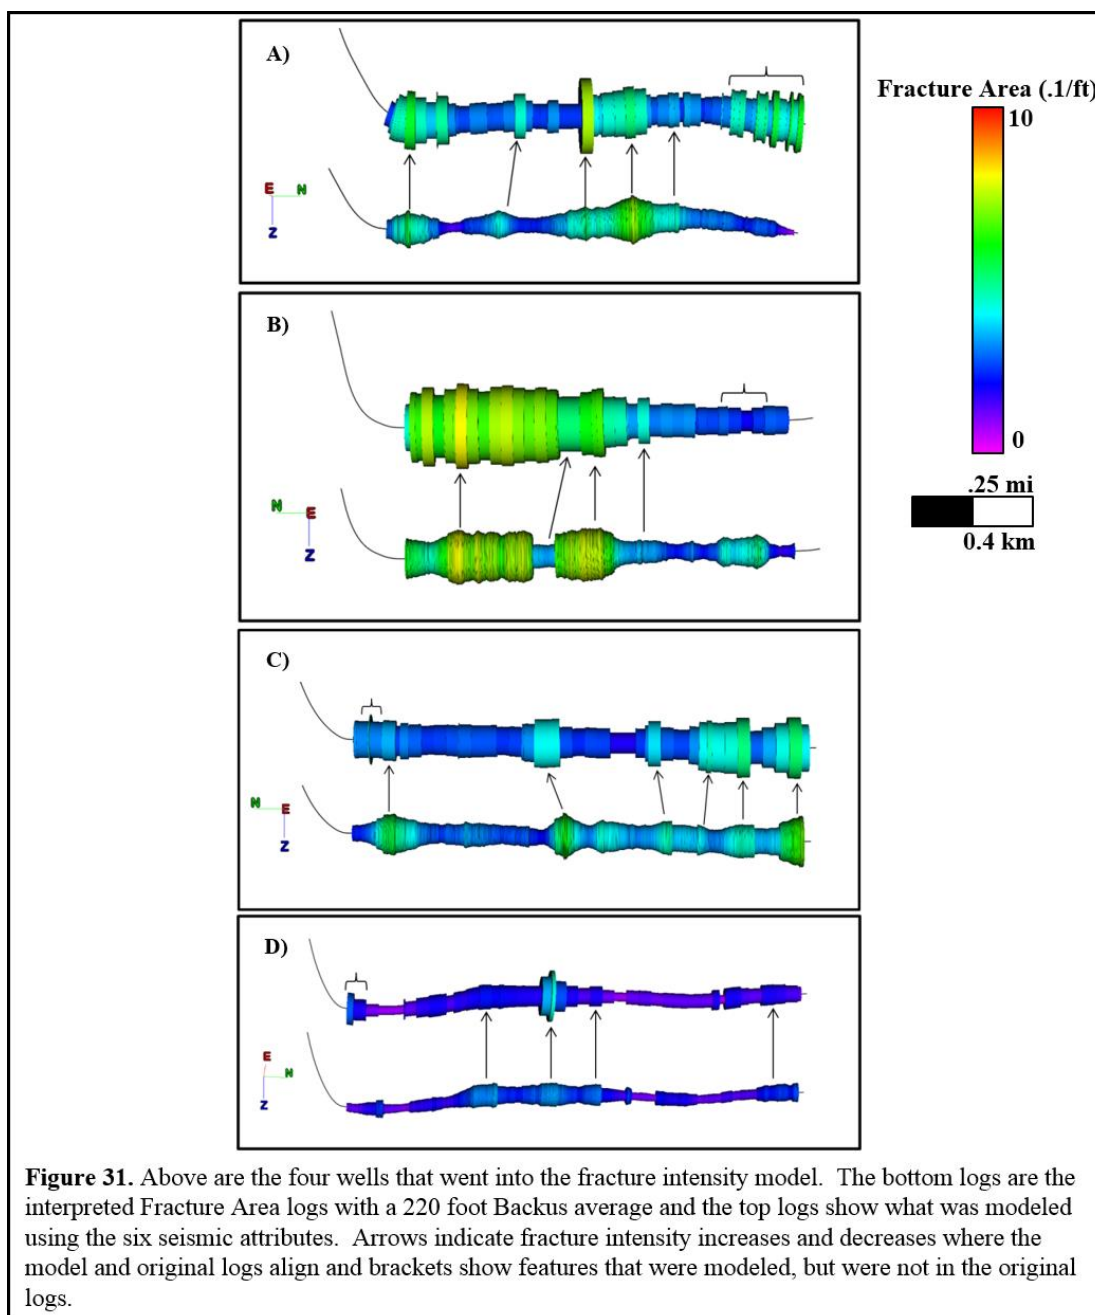 A)
Fracture Area (.1/ft)
10
0
E
N
Z
B)
.25 mi
0.4 km
N
E
Z
C)
N
E
Z
D)
E
N
Z
Figure 31. Above are the four wells that went into the fracture intensity model. The bottom logs are the
interpreted Fracture Area logs with a 220 foot Backus average and the top logs show what was modeled
using the six seismic attributes. Arrows indicate fracture intensity increases and decreases where the
model and original logs align and brackets show features that were modeled, but were not in the original
logs.